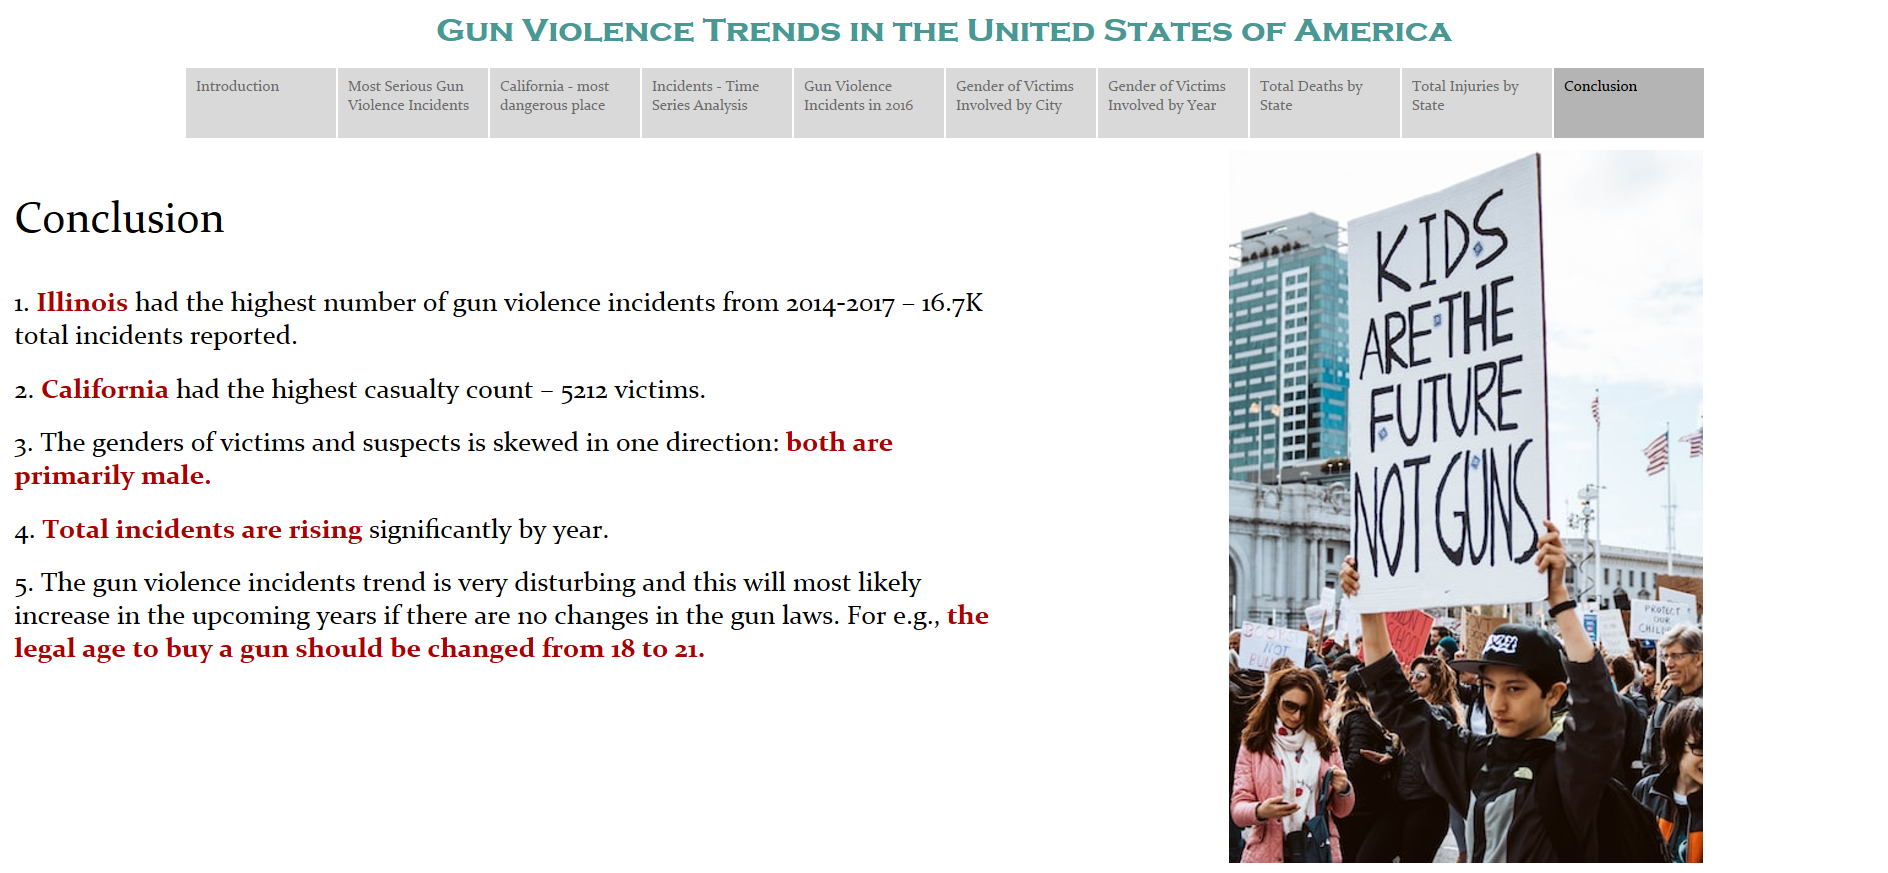 Gun Violence Trends in the United States of America
Introduction
Most Serious Gun
Violence Incidents
California - most
dangerous place
Incidents - Time
Series Analysis
Gun Violence
Incidents in 2016
Gender of Victims
Involved by City
Gender of Victims
Involved by Year
Total Deaths by
State
Total Injuries by
State
Conclusion
Conclusion
1. Illinois had the highest number of gun violence incidents from 2014-2017 – 16.7K
total incidents reported.
2. California had the highest casualty count – 5212 victims.
3. The genders of victims and suspects is skewed in one direction: both are
primarily male.
4. Total incidents are rising significantly by year.
5. The gun violence incidents trend is very disturbing and this will most likely
increase in the upcoming years if there are no changes in the gun laws. For e.g., the
legal age to buy a gun should be changed from 18 to 21.
KIDS
ARE THE
FUTURE
NOT GUNS
BOOKS
NOT
PROTECT
OUR